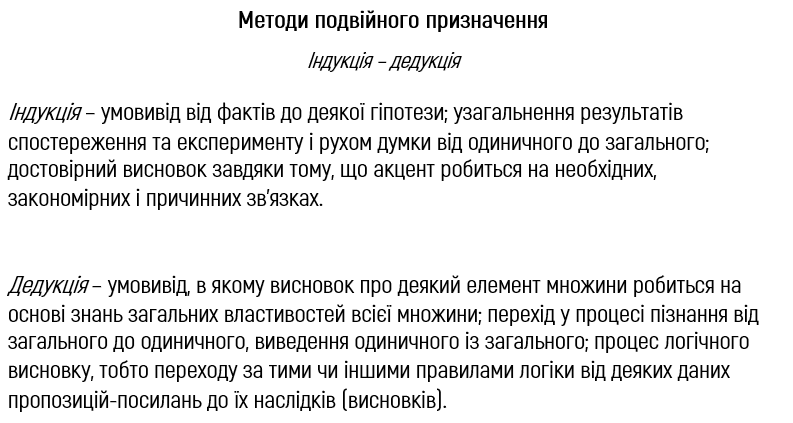 Методи подвійного призначення
Індукція – дедукція
Індукція – умовивід від фактів до деякої гіпотези; узагальнення результатів
спостереження та експерименту і рухом думки від одиничного до загального;
достовірний висновок завдяки тому, що акцент робиться на необхідних,
закономірних і причинних зв'язках.
Дедукція – умовивід, в якому висновок про деякий елемент множини робиться на
основі знань загальних властивостей всієї множини; перехід у процесі пізнання від
загального до одиничного, виведення одиничного із загального; процес логічного
висновку, тобто переходу за тими чи іншими правилами логіки від деяких даних
пропозицій-посилань до їх наслідків (висновків).